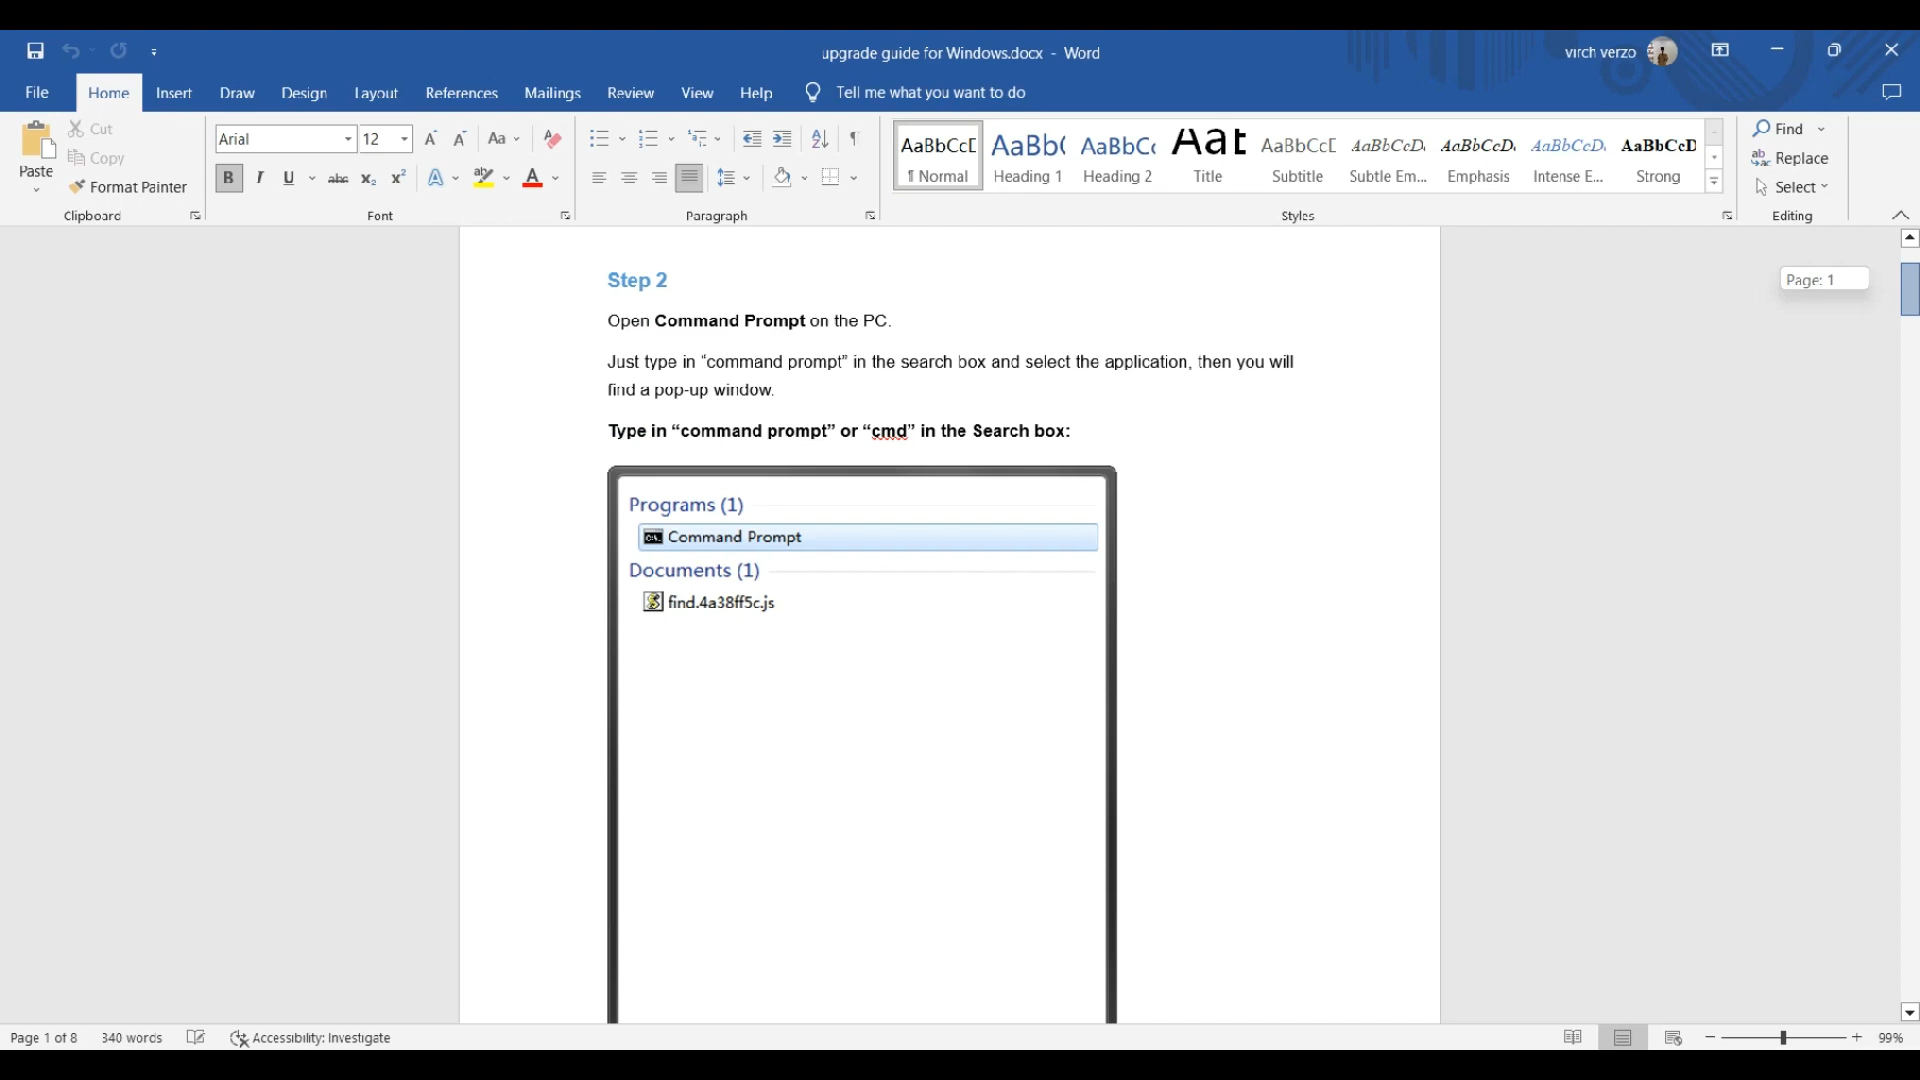 upgrade guide for Windows.docx - Word
virch verzo
File Home Insert Draw Design Layout References Mailings Review View Help Tell me what you want to do
Paste
Cut
Copy
Format Painter
Clipboard
Arial 12
Font
Paragraph
AaBbCcD AaBb( AaBbCc AaB AaBbCcD AaBbCcD AaBbCcD AaBbCcD AaBbCcD
¶ Normal Heading 1 Heading 2 Title Subtitle Subtle Em... Emphasis Intense E... Strong
Styles
Find
Replace
Select
Editing
Page: 1
Step 2
Open Command Prompt on the PC.
Just type in “command prompt” in the search box and select the application, then you will
find a pop-up window.
Type in “command prompt” or “cmd” in the Search box:
Programs (1)
Command Prompt
Documents (1)
find.4a38ff5c.js
Page 1 of 8 340 words Accessibility: Investigate 99%